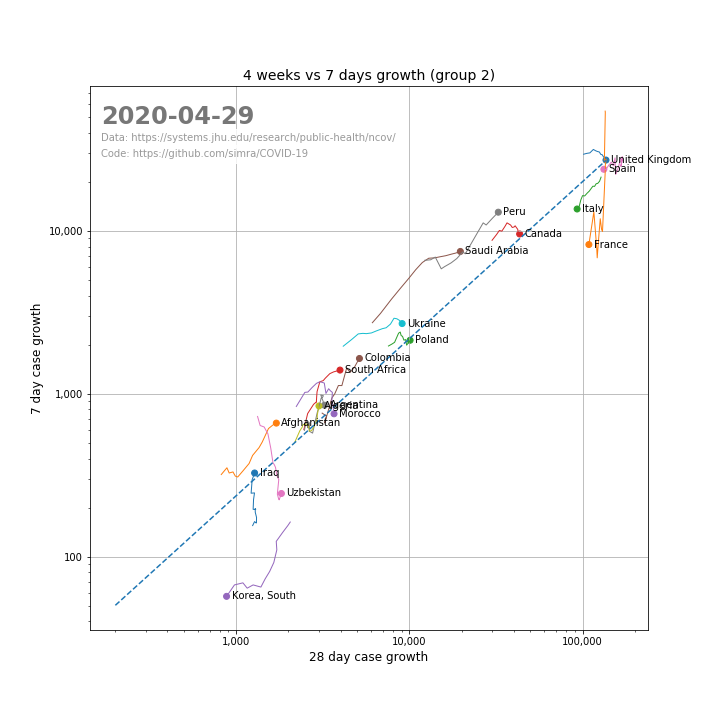 4 weeks vs 7 days growth (group 2)
2020-04-29
Data: https://systems.jhu.edu/research/public-health/ncov/
Code: https://github.com/simra/COVID-19
United Kingdom
Spain
Peru
Italy
Canada
France
Saudi Arabia
Ukraine
Poland
Colombia
South Africa
Argentina
Morocco
Afghanistan
Iraq
Uzbekistan
Korea, South
10,000
1,000
100
7 day case growth
1,000
10,000
100,000
28 day case growth